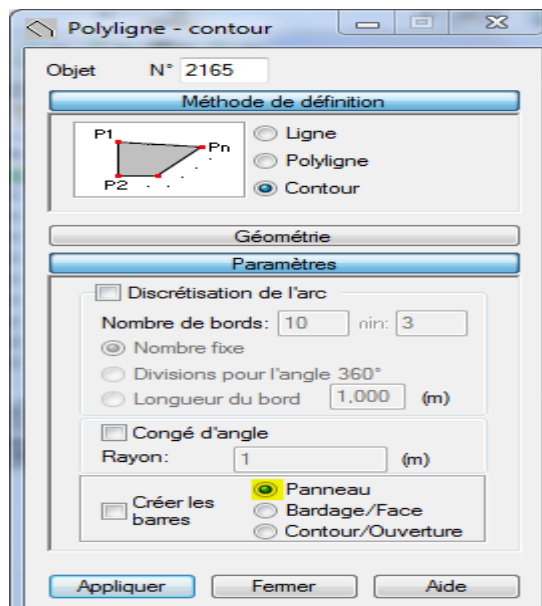 Polyligne - contour
Objet N° 2165
Méthode de définition
P1
Pn
P2
Ligne
Polyligne
Contour
Géométrie
Paramètres
Discrétisation de l'arc
Nombre de bords: 10 nin: 3
Nombre fixe
Divisions pour l'angle 360°
Longueur du bord 1,000 (m)
Congé d'angle
Rayon: 1 (m)
Créer les barres
Panneau
Bardage/Face
Contour/Ouverture
Appliquer Fermer Aide